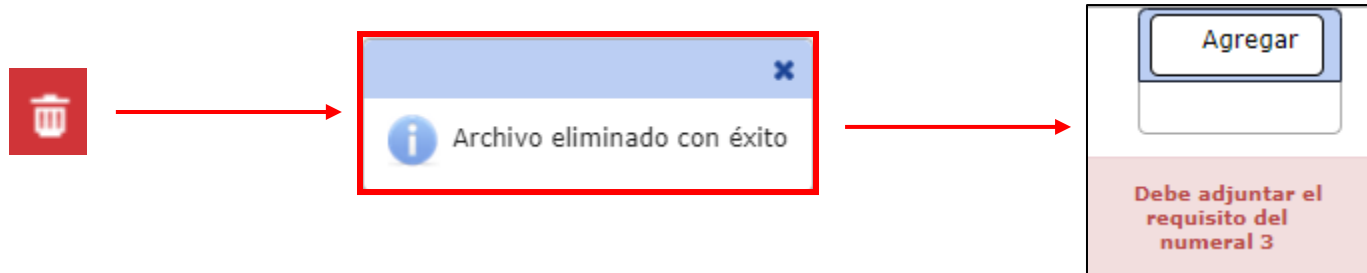 Archivo eliminado con éxito
Agregar
Debe adjuntar el
requisito del
numeral 3